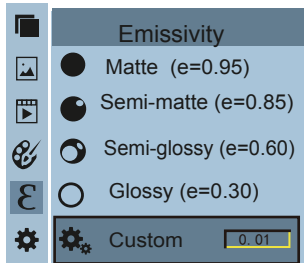 Emissivity
Matte (e=0.95)
Semi-matte (e=0.85)
Semi-glossy (e=0.60)
Ɛ
Glossy (e=0.30)
Custom 0. 01